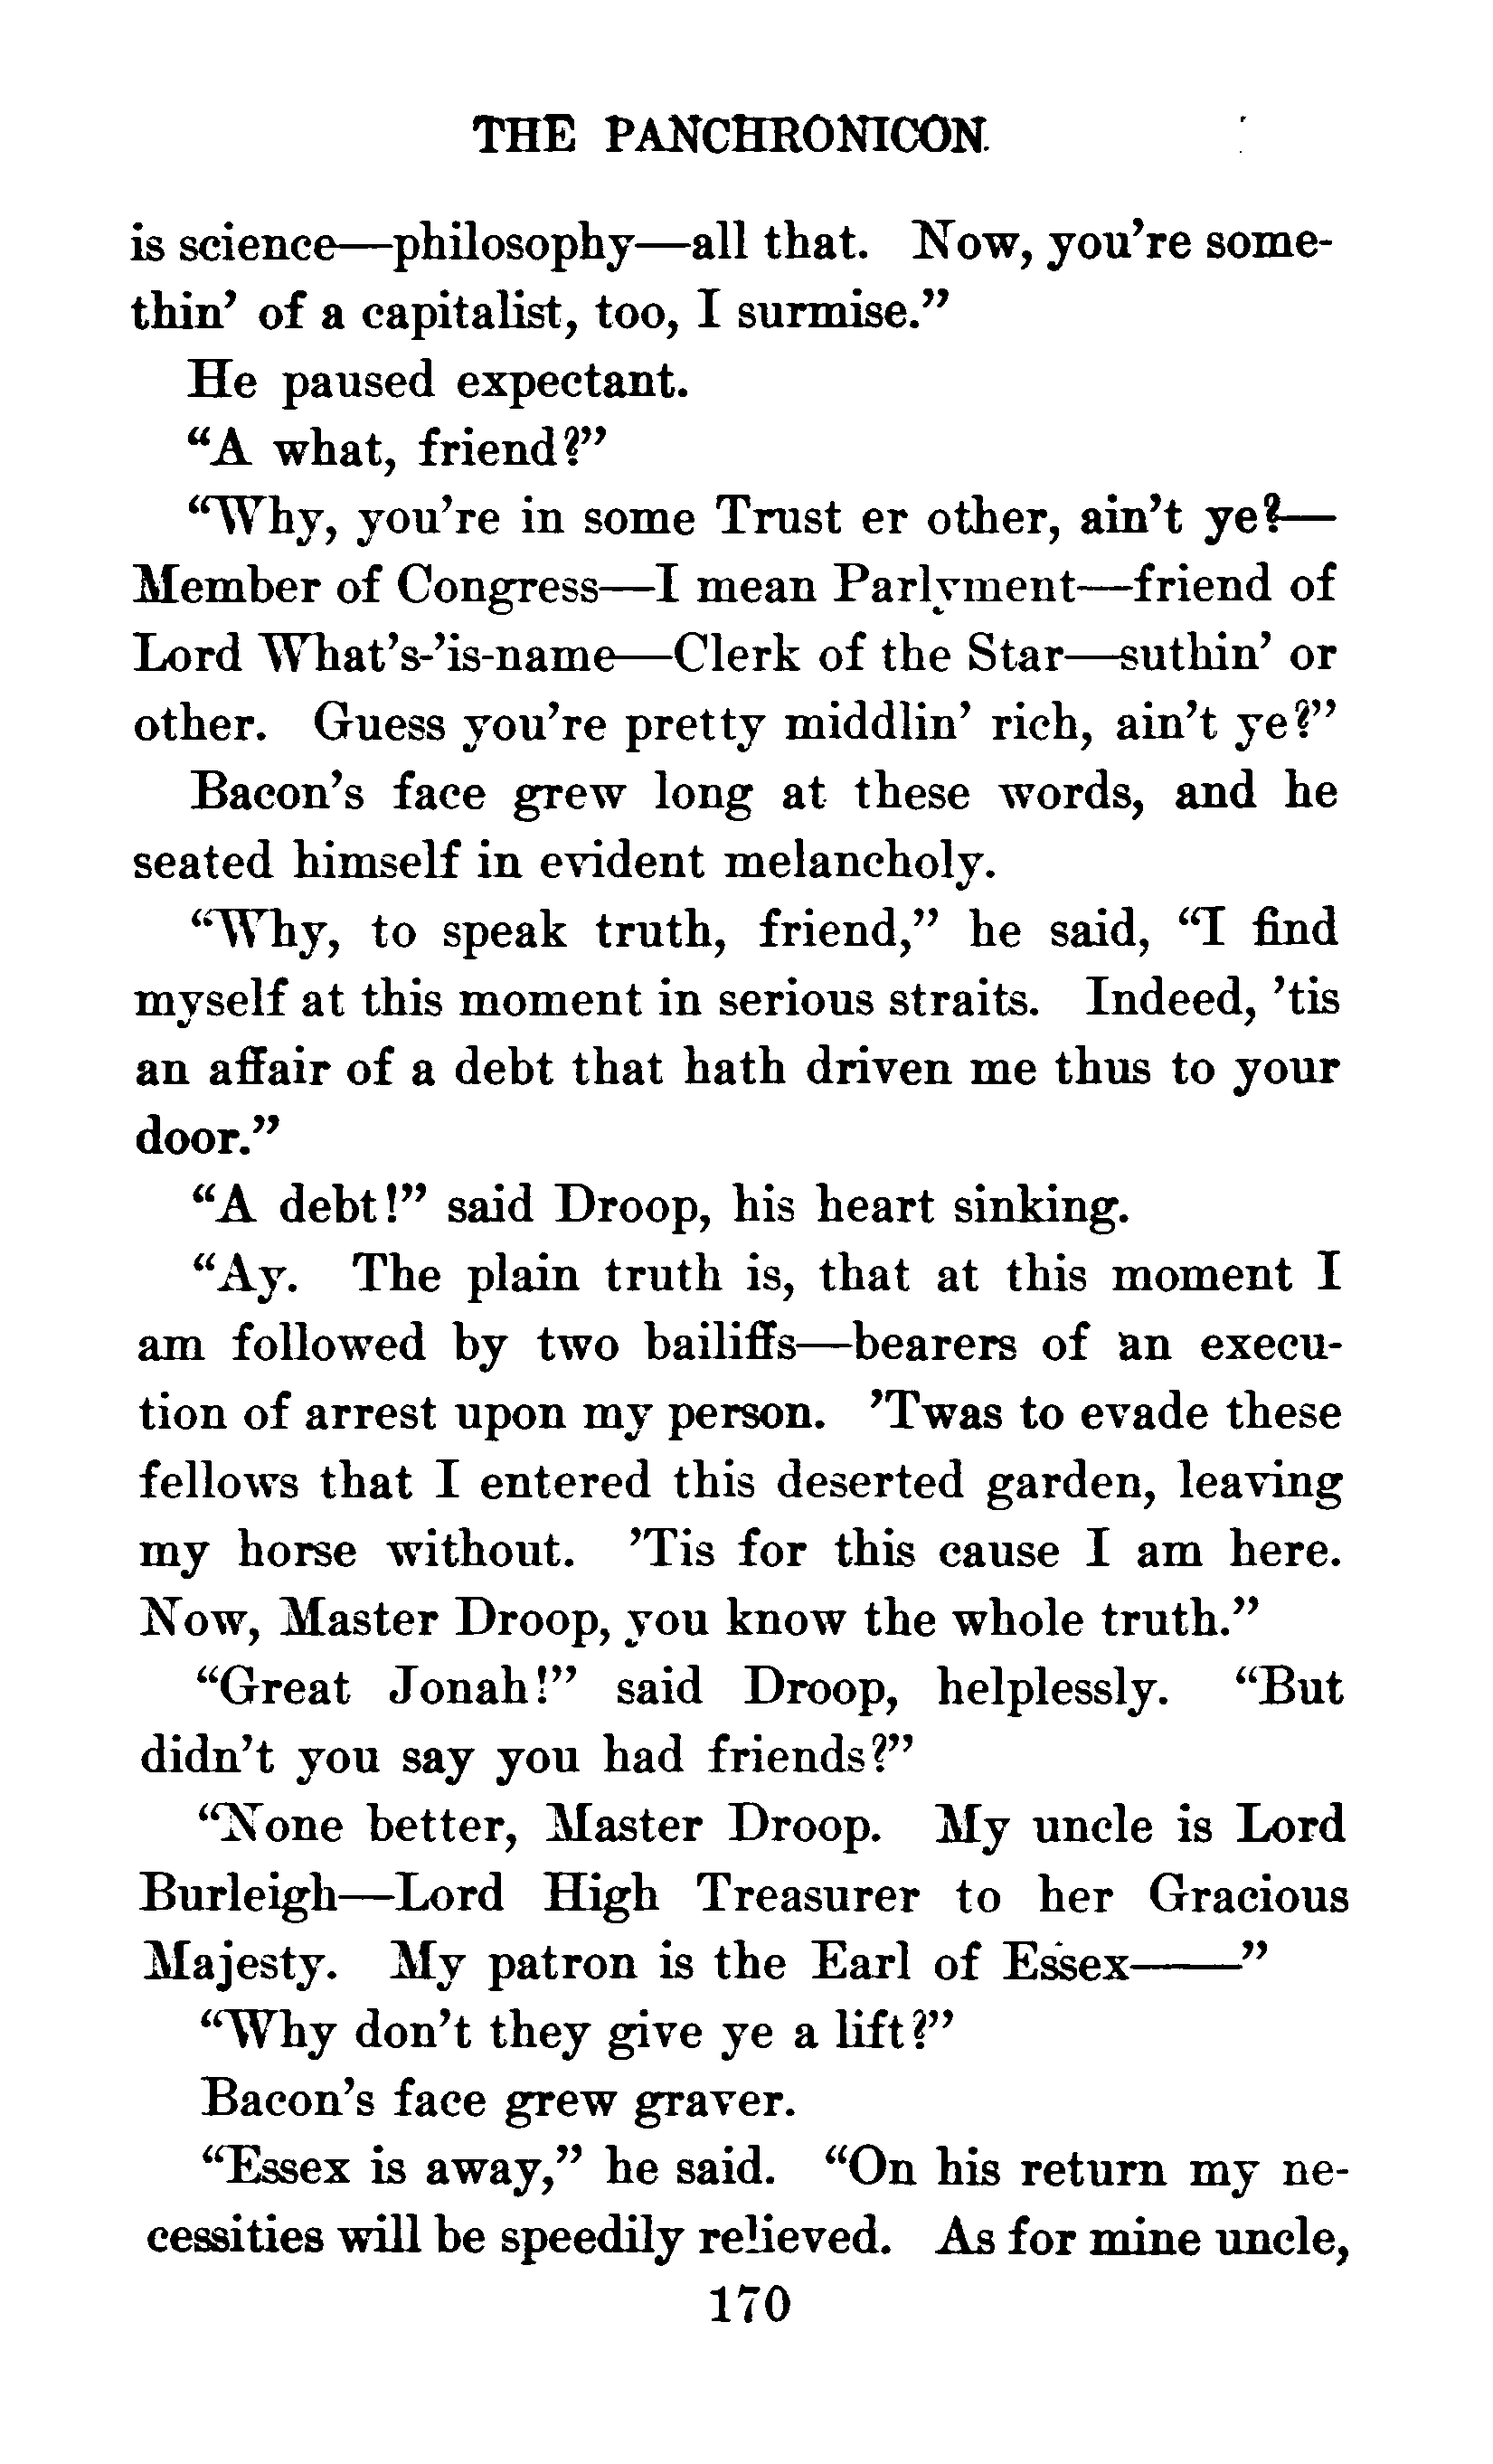 THE PANCHRONICON
is science—philosophy—all that. Now, you're some-
thin' of a capitalist, too, I surmise."
He paused expectant.
"A what, friend?"
"Why, you're in some Trust er other, ain't ye?—
Member of Congress—I mean Parlyment—friend of
Lord What's-'is-name—Clerk of the Star—suthin' or
other. Guess you're pretty middlin' rich, ain't ye?"
Bacon's face grew long at these words, and he
seated himself in evident melancholy.
"Why, to speak truth, friend," he said, "I find
myself at this moment in serious straits. Indeed, 'tis
an affair of a debt that hath driven me thus to your
door."
"A debt!" said Droop, his heart sinking.
"Ay. The plain truth is, that at this moment I
am followed by two bailiffs—bearers of an execu-
tion of arrest upon my person. 'Twas to evade these
fellows that I entered this deserted garden, leaving
my horse without. 'Tis for this cause I am here.
Now, Master Droop, you know the whole truth."
"Great Jonah!" said Droop, helplessly. "But
didn't you say you had friends?"
"None better, Master Droop. My uncle is Lord
Burleigh—Lord High Treasurer to her Gracious
Majesty. My patron is the Earl of Essex——"
"Why don't they give ye a lift?"
Bacon's face grew graver.
"Essex is away," he said. "On his return my ne-
cessities will be speedily relieved. As for mine uncle,
170